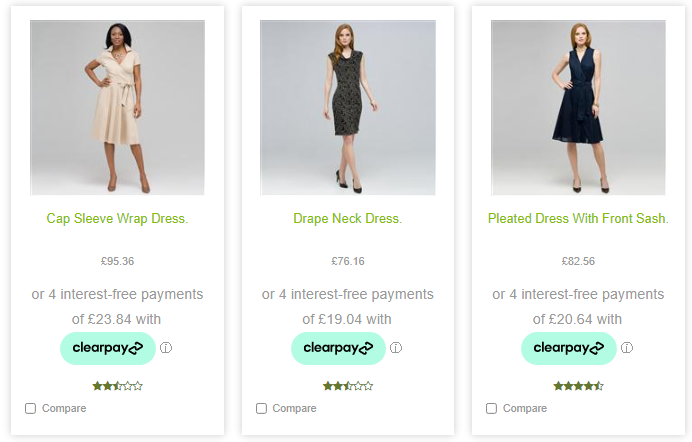 Cap Sleeve Wrap Dress.
£95.36
or 4 interest-free payments
of £23.84 with
clearpay
Compare
Drape Neck Dress.
£76.16
or 4 interest-free payments
of £19.04 with
clearpay
Compare
Pleated Dress With Front Sash.
£82.56
or 4 interest-free payments
of £20.64 with
clearpay
Compare